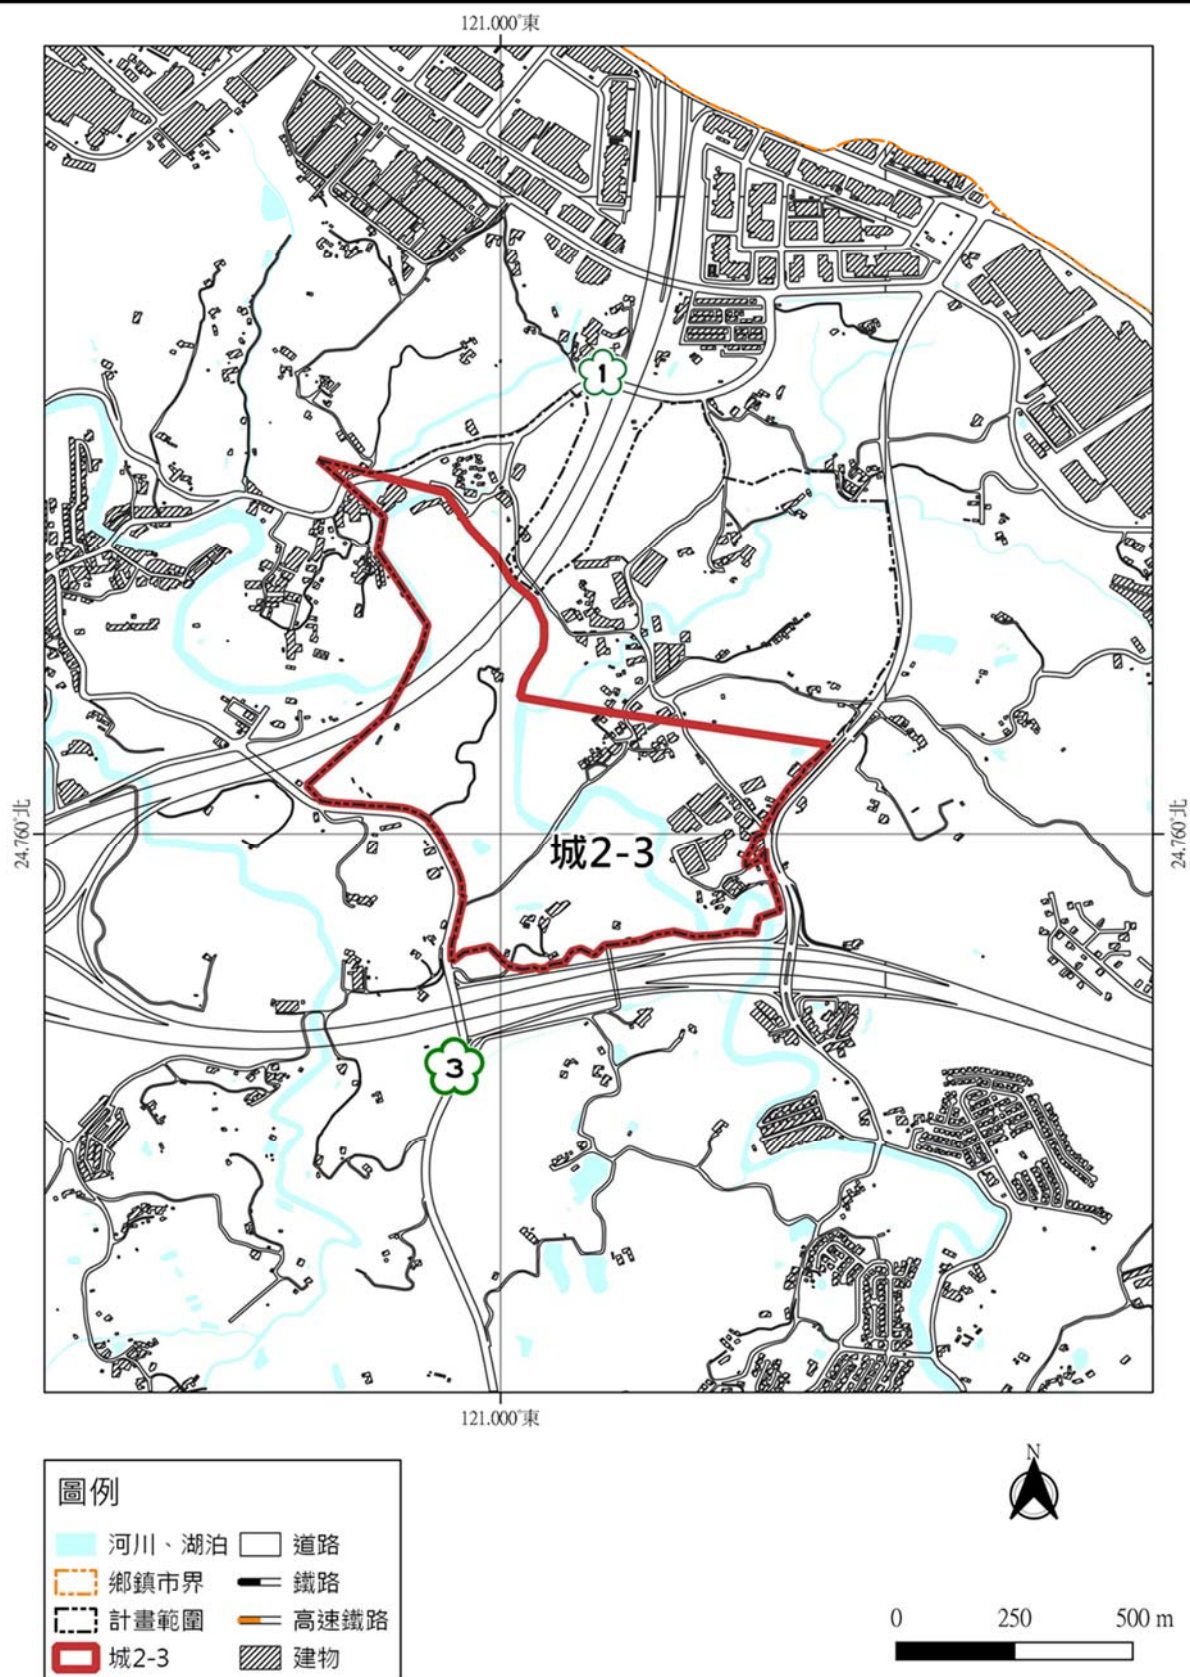 121.000°東
1
24.760°北
24.760°北
城2-3
3
121.000°東
圖例
河川、湖泊 道路
鄉鎮市界 鐵路
計畫範圍 高速鐵路
城2-3 建物
N
0 250 500 m